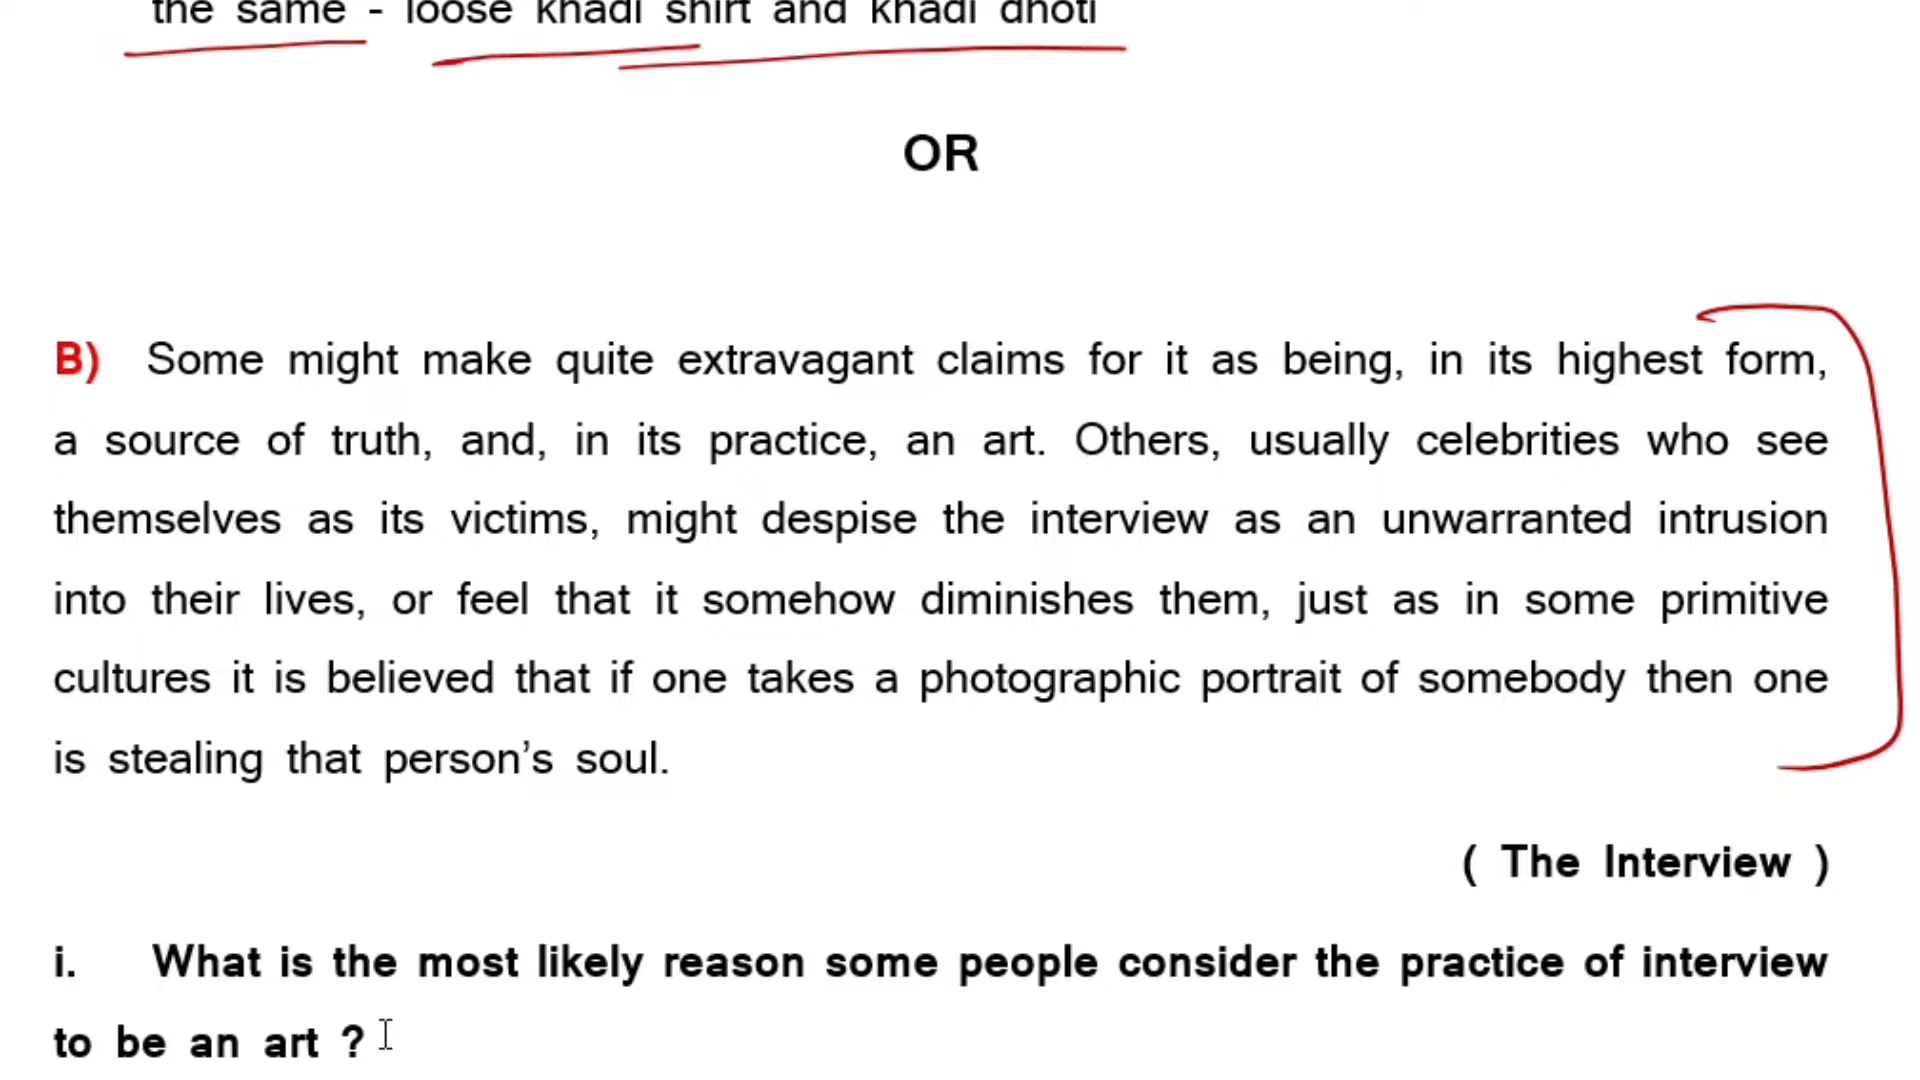 the same - loose khadi shirt and khadi dhoti
OR
B) Some might make quite extravagant claims for it as being, in its highest form,
a source of truth, and, in its practice, an art. Others, usually celebrities who see
themselves as its victims, might despise the interview as an unwarranted intrusion
into their lives, or feel that it somehow diminishes them, just as in some primitive
cultures it is believed that if one takes a photographic portrait of somebody then one
is stealing that person’s soul.
( The Interview )
i. What is the most likely reason some people consider the practice of interview
to be an art ?